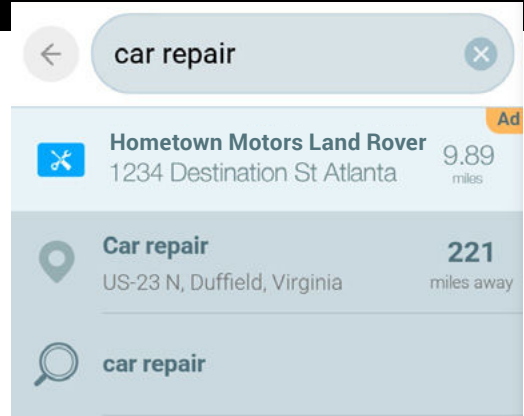 car repair
Ad
Hometown Motors Land Rover
9.89
1234 Destination St Atlanta
miles
Car repair
221
US-23 N, Duffield, Virginia
miles away
car repair